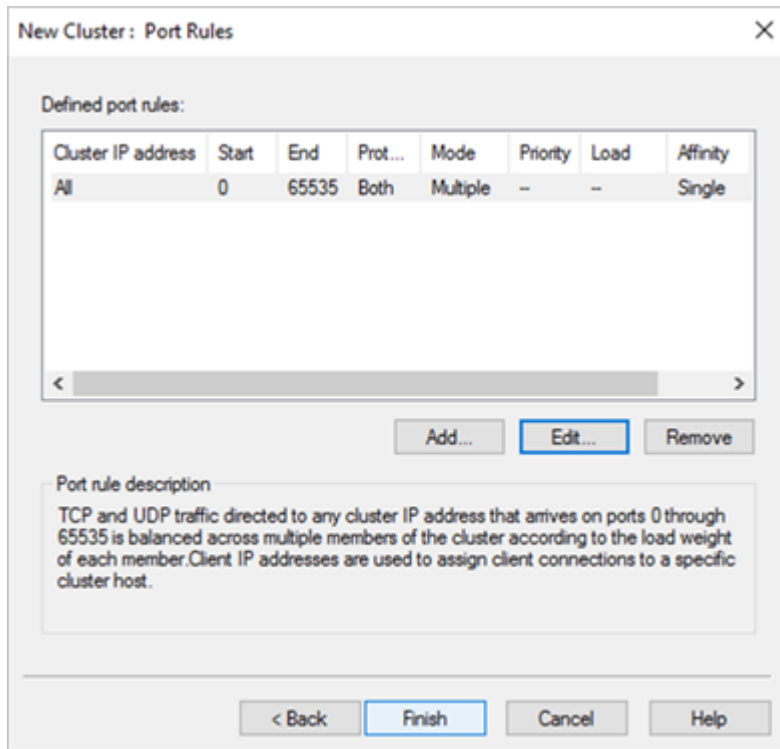 New Cluster : Port Rules
Defined port rules:
Cluster IP address Start End Prot... Mode Priority Load Affinity
All 0 65535 Both Multiple -- -- Single
Add... Edit... Remove
Port rule description
TCP and UDP traffic directed to any cluster IP address that arrives on ports 0 through
65535 is balanced across multiple members of the cluster according to the load weight
of each member.Client IP addresses are used to assign client connections to a specific
cluster host.
< Back Finish Cancel Help